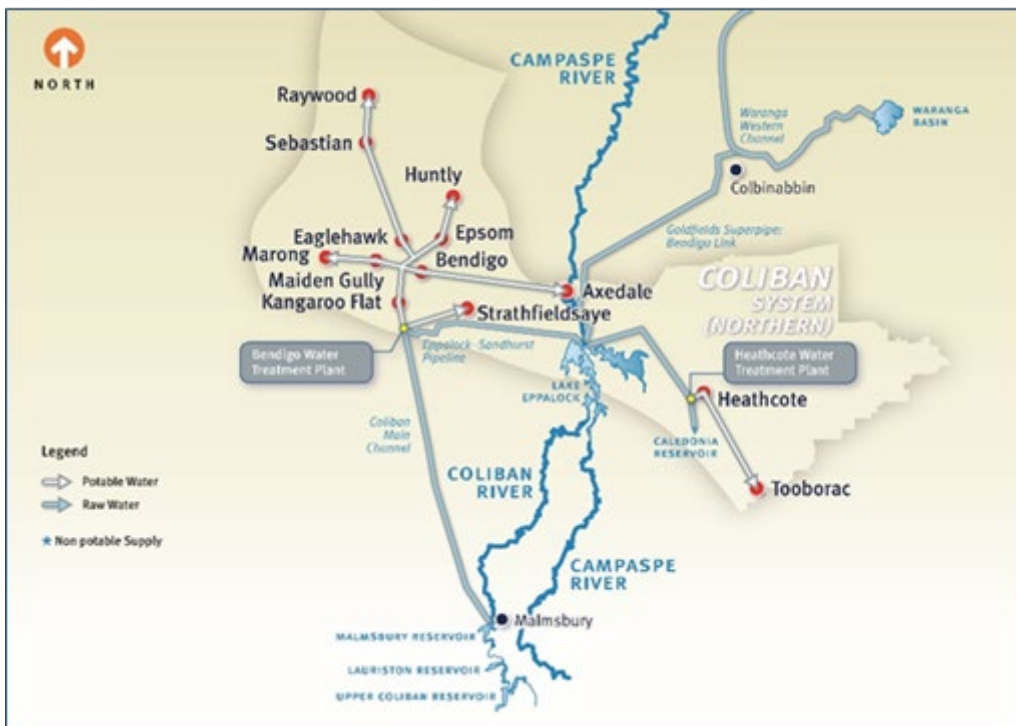 NORTH
CAMPASPE
RIVER
Raywood
Sebastian
Huntly
Waranga
Western
Channel
WARANGA
BASIN
Colbinabbin
Eaglehawk
Epsom
Marong
Bendigo
Maiden Gully
Kangaroo Flat
Goldfields Superpipe:
Bendigo Link
Axedale
COLIBAN
SYSTEM
(NORTHERN)
Strathfieldsaye
Bendigo Water
Treatment Plant
Eppalock - Sandhurst
Pipeline
Heathcote Water
Treatment Plant
LAKE
EPPALOCK
Heathcote
CALEDONIA
RESERVOIR
Coliban
Main
Channel
Legend
Potable Water
Raw Water
★ Non potable Supply
COLIBAN
RIVER
Tooborac
CAMPASPE
RIVER
Malmsbury
MALMSBURY RESERVOIR
LAURISTON RESERVOIR
UPPER COLIBAN RESERVOIR